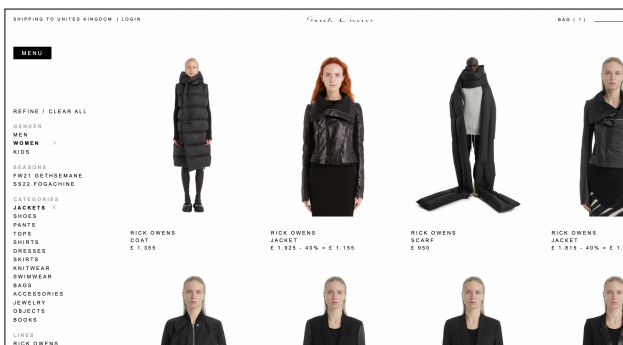 SHIPPING TO UNITED KINGDOM | LOGIN
Rick Owens
BAG ( 1 )
MENU
REFINE / CLEAR ALL
GENDER
MEN
WOMEN ×
KIDS
SEASONS
FW21 GETHSEMANE
SS22 FOGACHINE
CATEGORIES
JACKETS ×
SHOES
PANTS
TOPS
SHIRTS
DRESSES
SKIRTS
KNITWEAR
SWIMWEAR
BAGS
ACCESSORIES
JEWELRY
OBJECTS
BOOKS
LINES
RICK OWENS
RICK OWENS
COAT
£ 1.355
RICK OWENS
JACKET
£ 1.925 - 40% = £ 1.155
RICK OWENS
SCARF
£ 950
RICK OWENS
JACKET
£ 1.815 - 40% = £ 1.